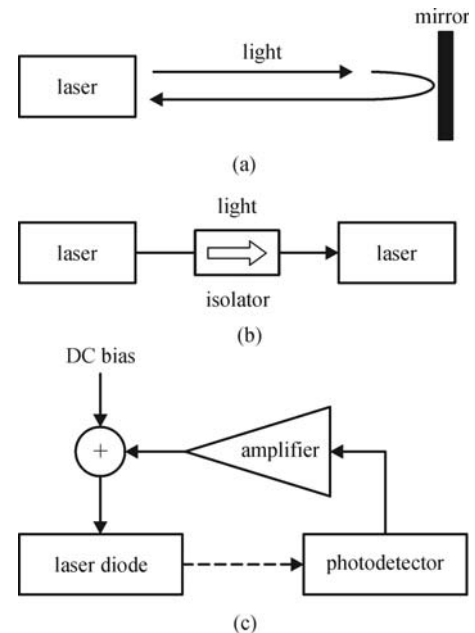 mirror
light
laser
(a)
light
laser
laser
isolator
(b)
DC bias
+
amplifier
laser diode
photodetector
(c)